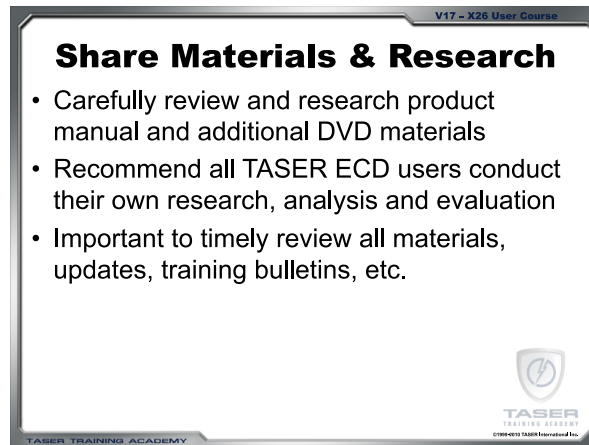 V17 – X26 User Course
Share Materials & Research
• Carefully review and research product
manual and additional DVD materials
• Recommend all TASER ECD users conduct
their own research, analysis and evaluation
• Important to timely review all materials,
updates, training bulletins, etc.
TASER
TRAINING ACADEMY
©1999-2010 TASER International Inc.
TASER TRAINING ACADEMY